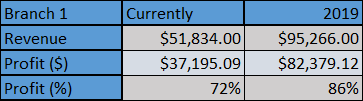 Branch 1 Currently 2019
Revenue $51,834.00 $95,266.00
Profit ($) $37,195.09 $82,379.12
Profit (%) 72% 86%